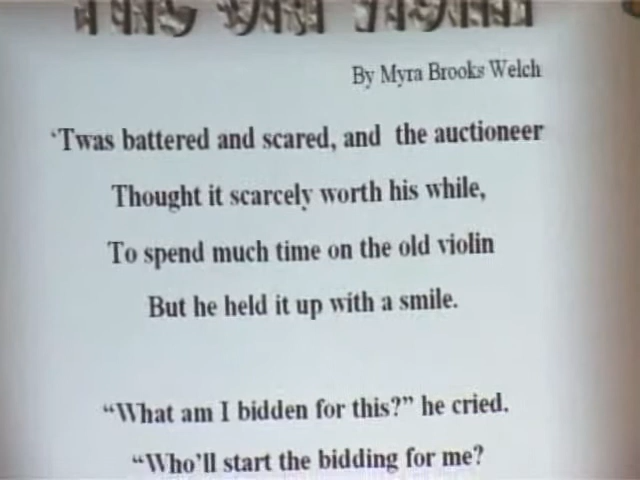 By Myra Brooks Welch
'Twas battered and scared, and the auctioneer
Thought it scarcely worth his while,
To spend much time on the old violin
But he held it up with a smile.
"What am I bidden for this?" he cried.
"Who'll start the bidding for me?